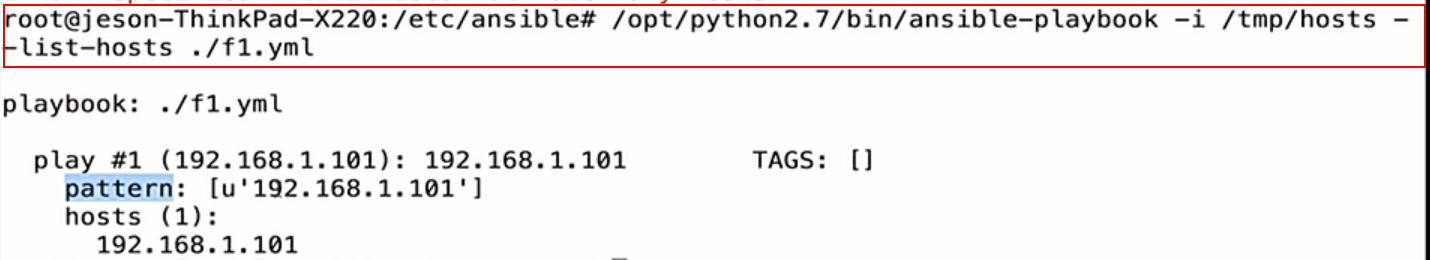 root@jeson-ThinkPad-X220:/etc/ansible# /opt/python2.7/bin/ansible-playbook -i /tmp/hosts -
-list-hosts ./f1.yml
playbook: ./f1.yml
play #1 (192.168.1.101): 192.168.1.101 TAGS: []
pattern: [u'192.168.1.101']
hosts (1):
192.168.1.101